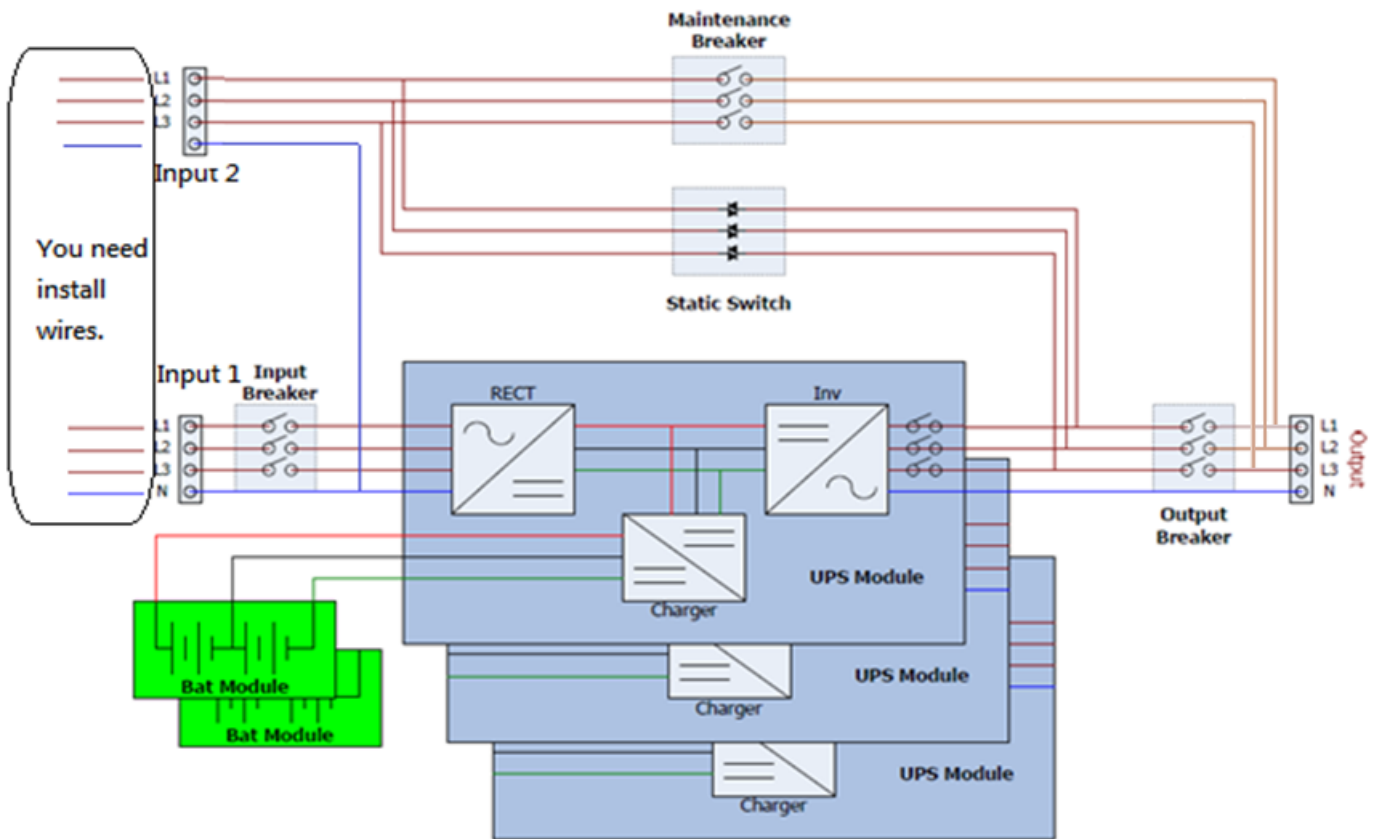 Maintenance
Breaker
L1
L2
L3
Input 2
You need
install
wires.
Static Switch
Input 1
Input
Breaker
RECT
Inv
L1
L2
L3
N
L1
L2
L3
N
Output
Output
Breaker
UPS Module
Charger
Bat Module
UPS Module
Charger
Bat Module
UPS Module
Charger